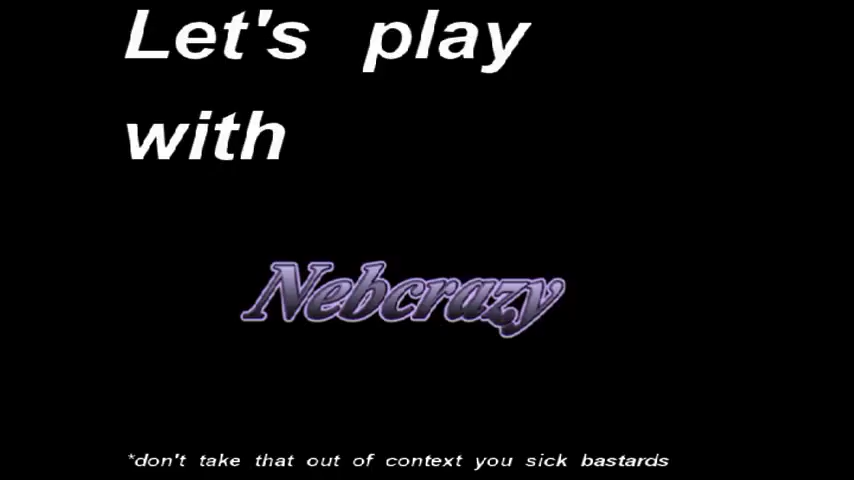 Let's play
with
Nebcrazy
*don't take that out of context you sick bastards